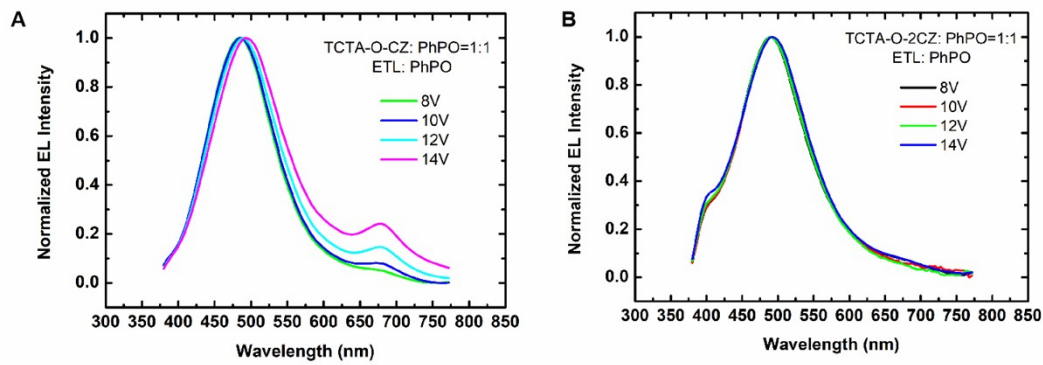 A
Normalized EL Intensity
1.0
0.8
0.6
0.4
0.2
0.0
TCTA-O-CZ: PhPO=1:1
ETL: PhPO
8V
10V
12V
14V
300 350 400 450 500 550 600 650 700 750 800 850
Wavelength (nm)
B
Normalized EL Intensity
1.0
0.8
0.6
0.4
0.2
0.0
TCTA-O-2CZ: PhPO=1:1
ETL: PhPO
8V
10V
12V
14V
300 350 400 450 500 550 600 650 700 750 800 850
Wavelength (nm)